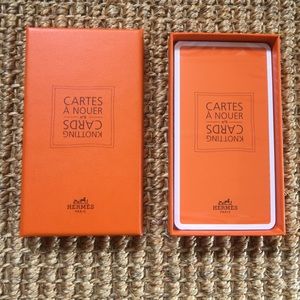 CARTES
À NOUER
KNOTTING
CARDS
HERMÈS
PARIS
CARTES
À NOUER
KNOTTING
CARDS
HERMÈS
PARIS